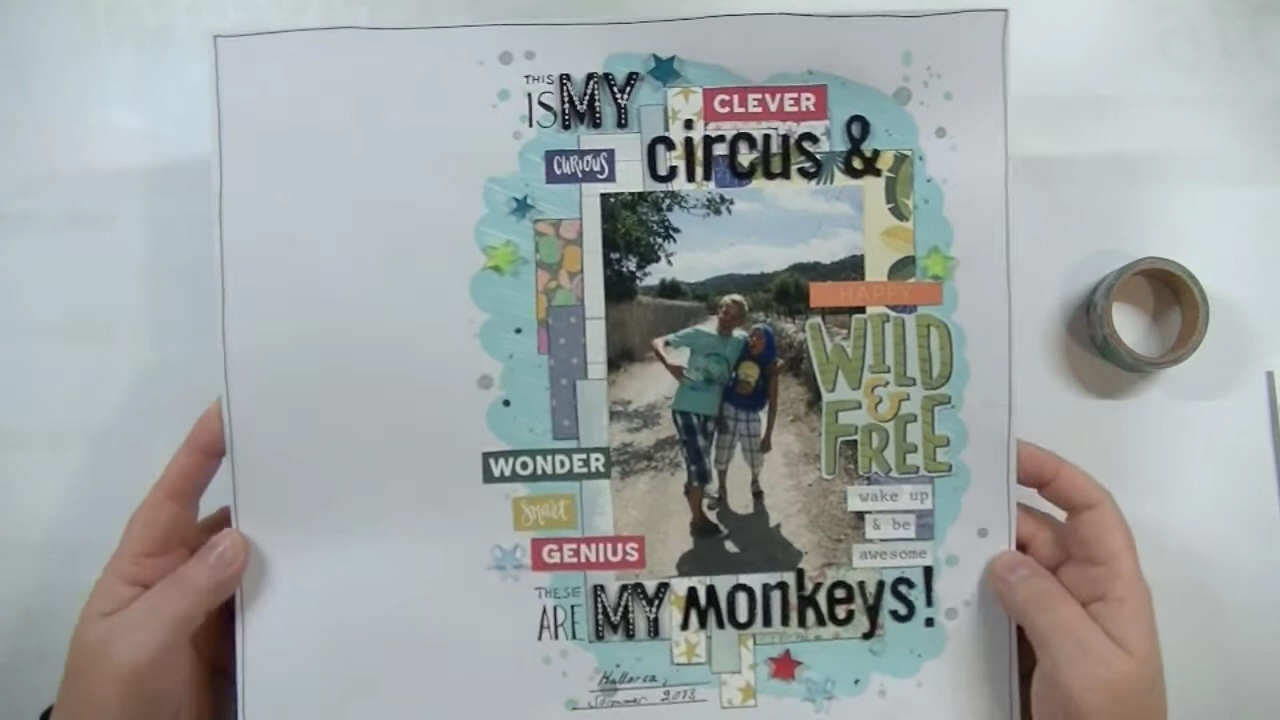 THIS
IS MY
CLEVER
CURIOUS
circus &
HAPPY
WILD
&
FREE
WONDER
smart
wake up
& be
GENIUS
awesome
THESE
ARE MY monkeys!
Mallorca,
Sommer 2013